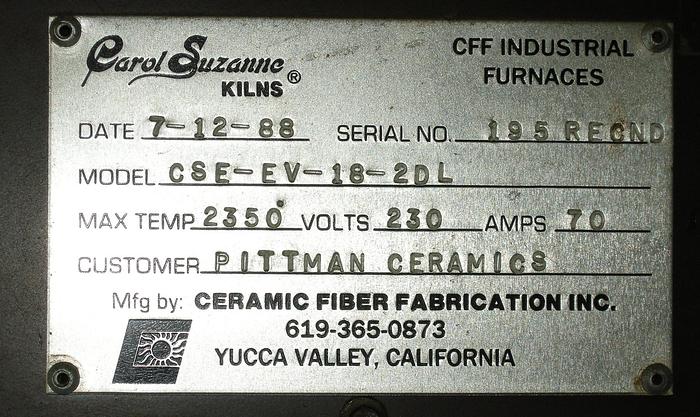 Carol Suzanne
KILNS®
CFF INDUSTRIAL
FURNACES
DATE 7-12-88 SERIAL NO. 195 RECND
MODEL CSE-EV-18-2DL
MAX TEMP 2350° VOLTS 230 AMPS 70
CUSTOMER PITTMAN CERAMICS
Mfg by: CERAMIC FIBER FABRICATION INC.
619-365-0873
YUCCA VALLEY, CALIFORNIA